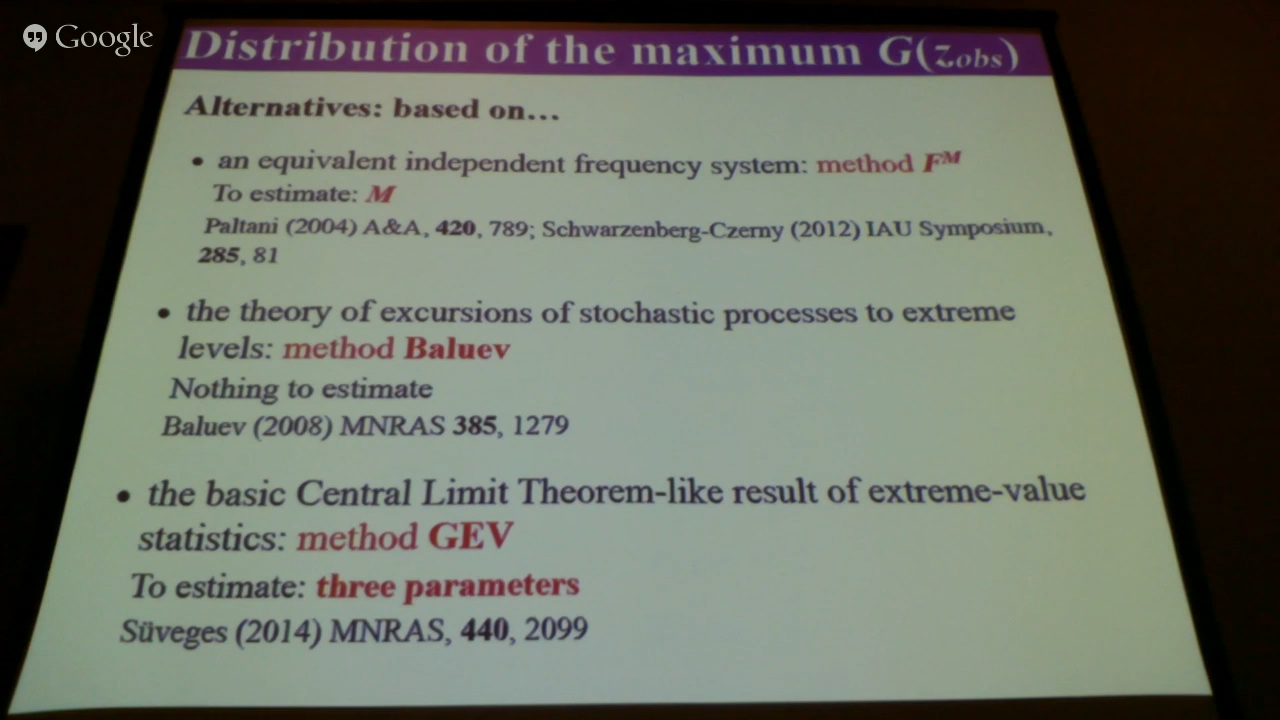 Google
Distribution of the maximum G(zobs)
Alternatives: based on...
• an equivalent independent frequency system: method F^M
To estimate: M
Paltani (2004) A&A, 420, 789; Schwarzenberg-Czerny (2012) IAU Symposium,
285, 81
• the theory of excursions of stochastic processes to extreme
levels: method Baluev
Nothing to estimate
Baluev (2008) MNRAS 385, 1279
• the basic Central Limit Theorem-like result of extreme-value
statistics: method GEV
To estimate: three parameters
Süveges (2014) MNRAS, 440, 2099